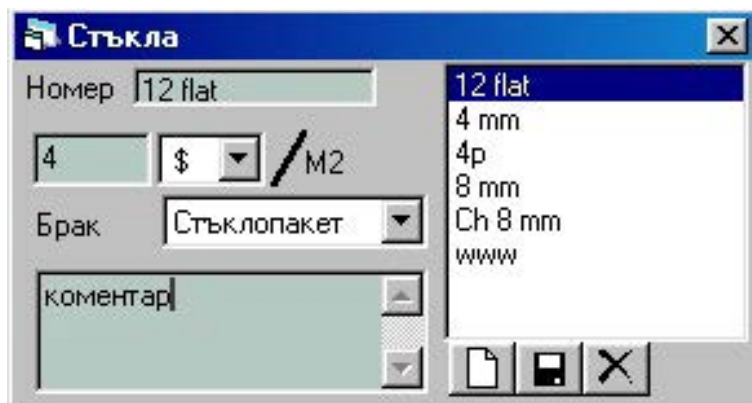 Стъкла
Номер 12 flat
4 $ /М2
Брак Стъклопакет
коментар
12 flat
4 mm
4p
8 mm
Ch 8 mm
www